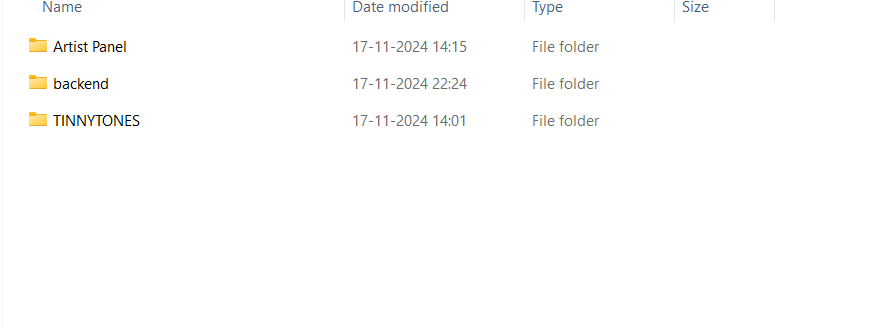 Name Date modified Type Size
Artist Panel 17-11-2024 14:15 File folder
backend 17-11-2024 22:24 File folder
TINNYTONES 17-11-2024 14:01 File folder